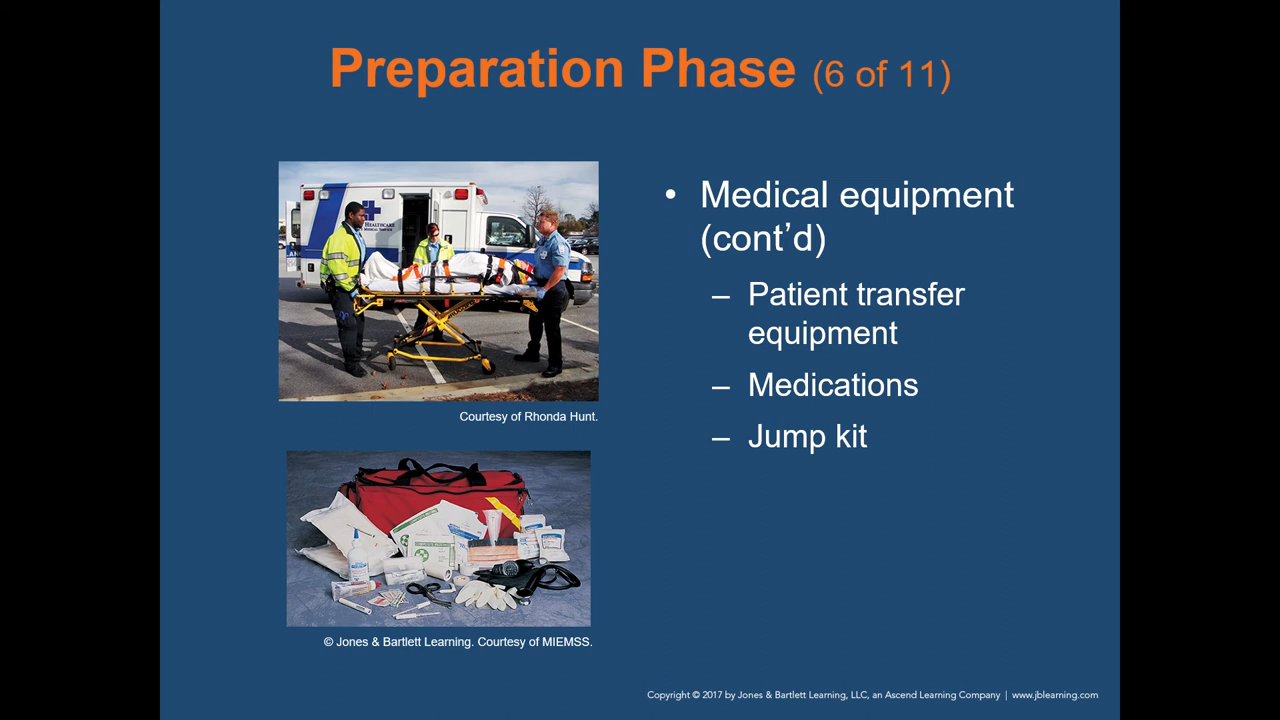 Preparation Phase (6 of 11)
HEALTHCARE
Courtesy of Rhonda Hunt.
© Jones & Bartlett Learning. Courtesy of MIEMSS.
• Medical equipment
(cont’d)
– Patient transfer
equipment
– Medications
– Jump kit
Copyright © 2017 by Jones & Bartlett Learning, LLC, an Ascend Learning Company | www.jblearning.com